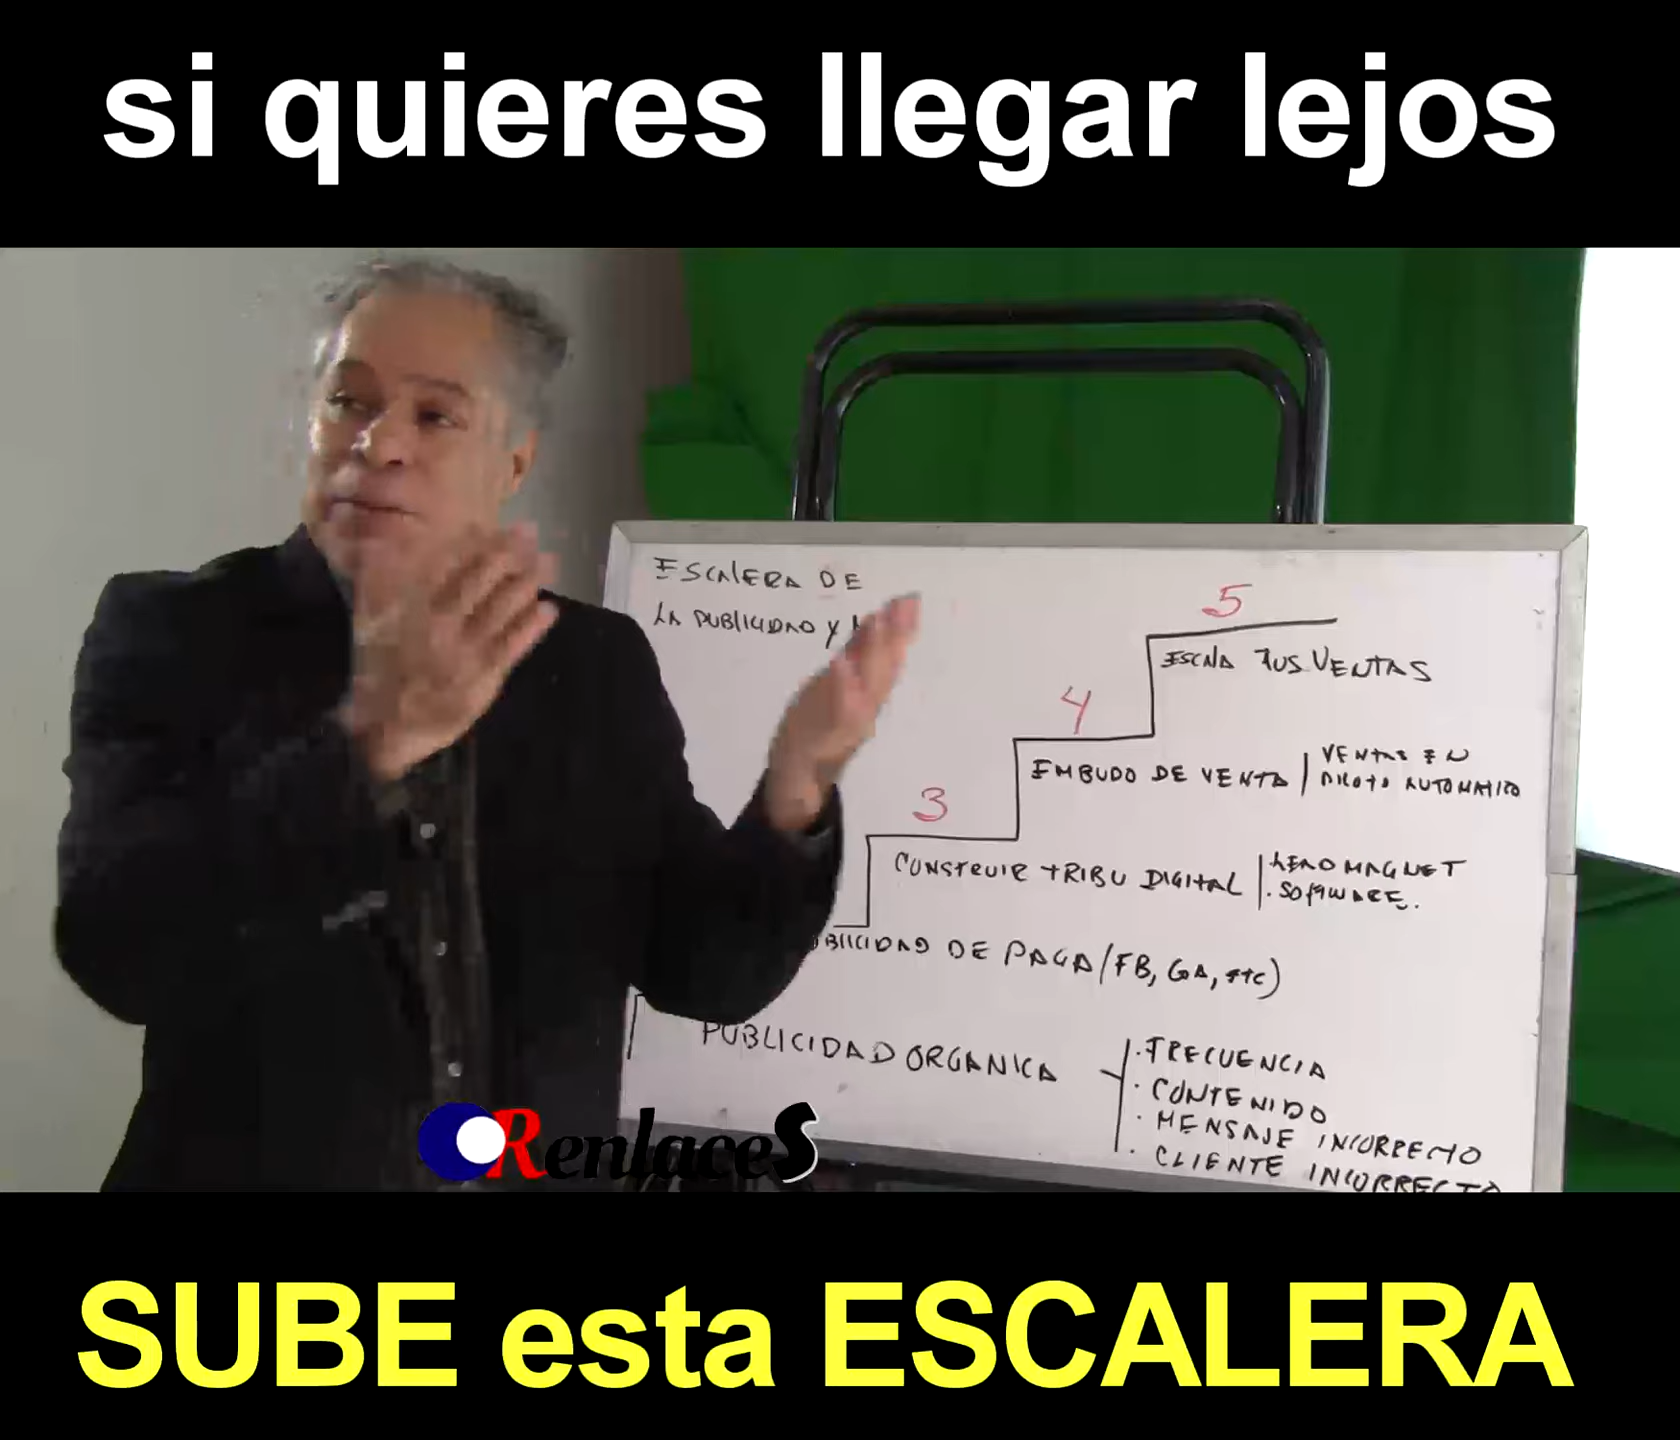 si quieres llegar lejos
ESCALERA DE
LA PUBLICIDAD Y
5
ESCALA TUS VENTAS
4
EMBUDO DE VENTA | VENTAS EN
PILOTO AUTOMATICO
3
CONSTRUIR TRIBU DIGITAL | LEAD MAGNET
. SOFTWARE.
BLICIDAD DE PAGA / FB, GA, ETC)
PUBLICIDAD ORGANICA
. FRECUENCIA
. CONTENIDO
. MENSAJE INCORRECTO
. CLIENTE INCORRECTO
RenlaceS
SUBE esta ESCALERA